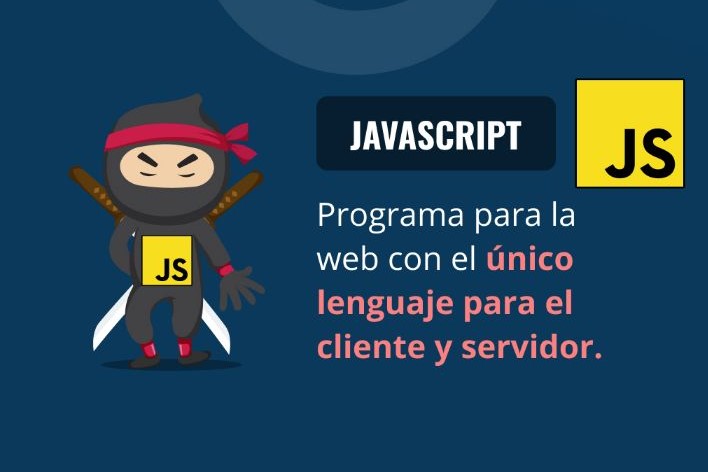 JAVASCRIPT
JS
Programa para la
web con el único
lenguaje para el
cliente y servidor.
JS